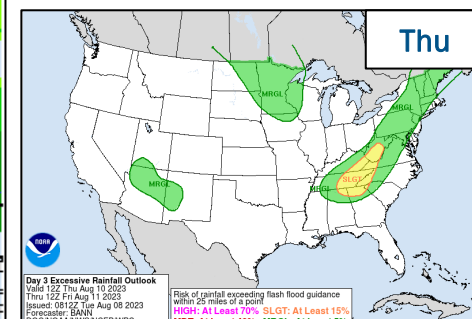 Thu
MRGL
MRGL
MRGL
SLGT
MRGL
NOAA
Day 3 Excessive Rainfall Outlook
Valid 12Z Thu Aug 10 2023
Thru 12Z Fri Aug 11 2023
Issued: 0812Z Tue Aug 08 2023
Forecaster: BANN
Risk of rainfall exceeding flash flood guidance
within 25 miles of a point
HIGH: At Least 70% SLGT: At Least 15%